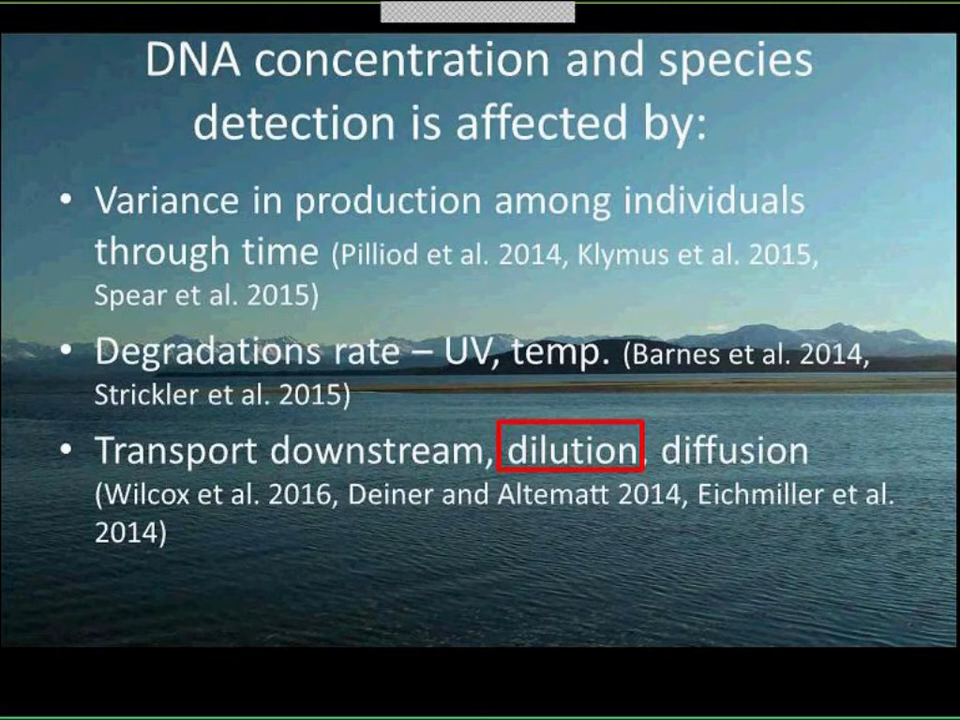 DNA concentration and species
detection is affected by:
• Variance in production among individuals
through time (Pilliod et al. 2014, Klymus et al. 2015,
Spear et al. 2015)
• Degradations rate – UV, temp. (Barnes et al. 2014,
Strickler et al. 2015)
• Transport downstream, dilution, diffusion
(Wilcox et al. 2016, Deiner and Altematt 2014, Eichmiller et al.
2014)